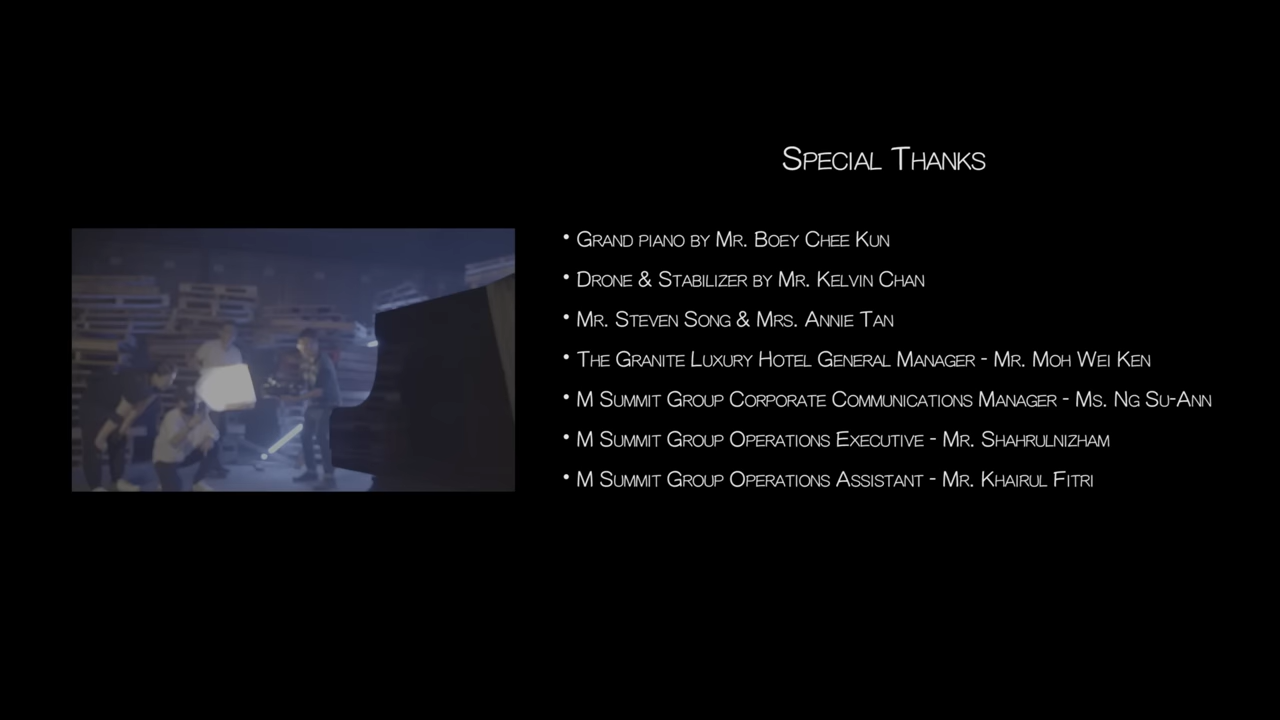 Special Thanks
• Grand piano by Mr. Boey Chee Kun
• Drone & Stabilizer by Mr. Kelvin Chan
• Mr. Steven Song & Mrs. Annie Tan
• The Granite Luxury Hotel General Manager - Mr. Moh Wei Ken
• M Summit Group Corporate Communications Manager - Ms. Ng Su-Ann
• M Summit Group Operations Executive - Mr. Shahrulnizham
• M Summit Group Operations Assistant - Mr. Khairul Fitri